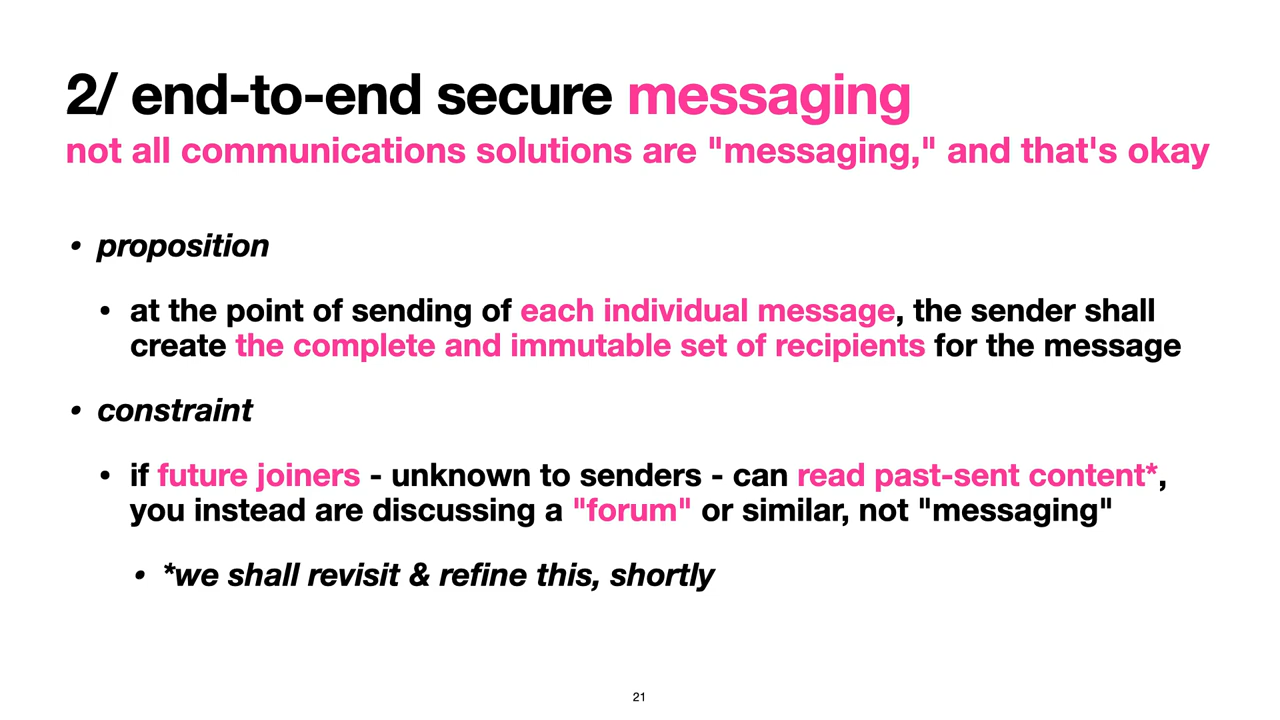 2/ end-to-end secure messaging
not all communications solutions are "messaging," and that's okay
• proposition
• at the point of sending of each individual message, the sender shall
create the complete and immutable set of recipients for the message
• constraint
• if future joiners - unknown to senders - can read past-sent content*,
you instead are discussing a "forum" or similar, not "messaging"
• *we shall revisit & refine this, shortly
21